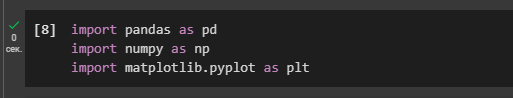 [8] import pandas as pd
0
import numpy as np
сек.
import matplotlib.pyplot as plt